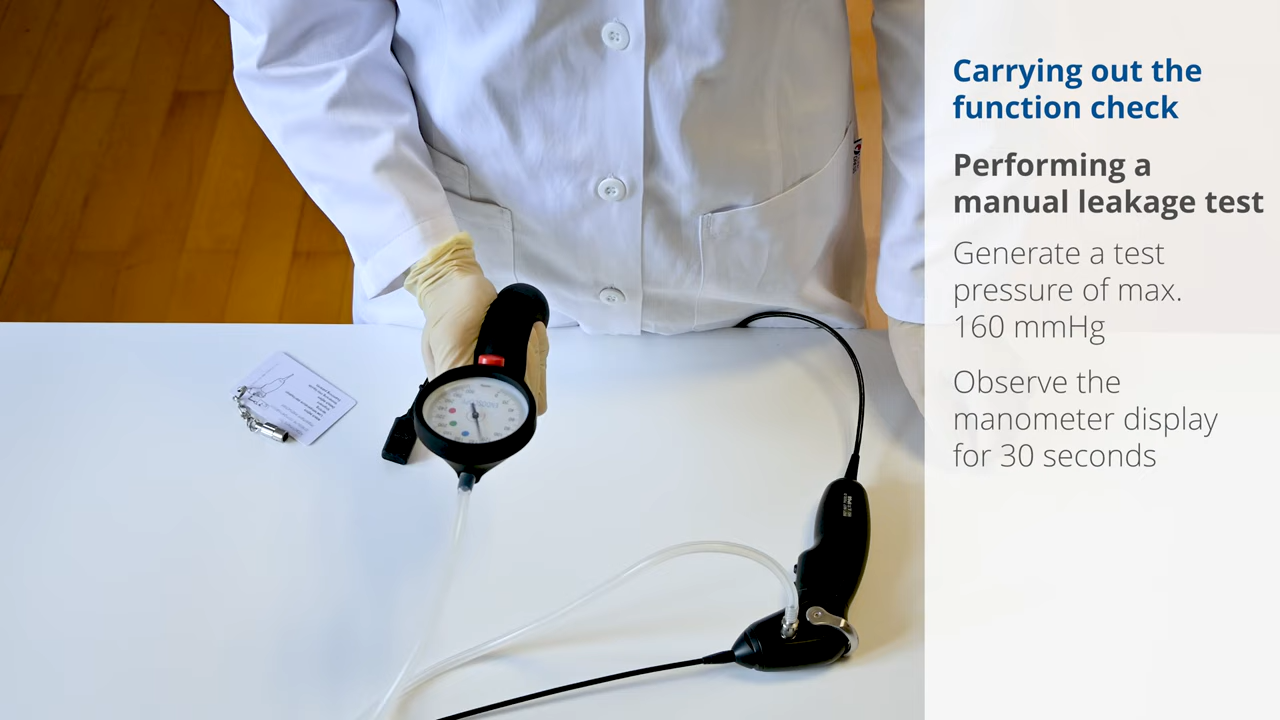 Carrying out the
function check
Performing a
manual leakage test
Generate a test
pressure of max.
160 mmHg
Observe the
manometer display
for 30 seconds